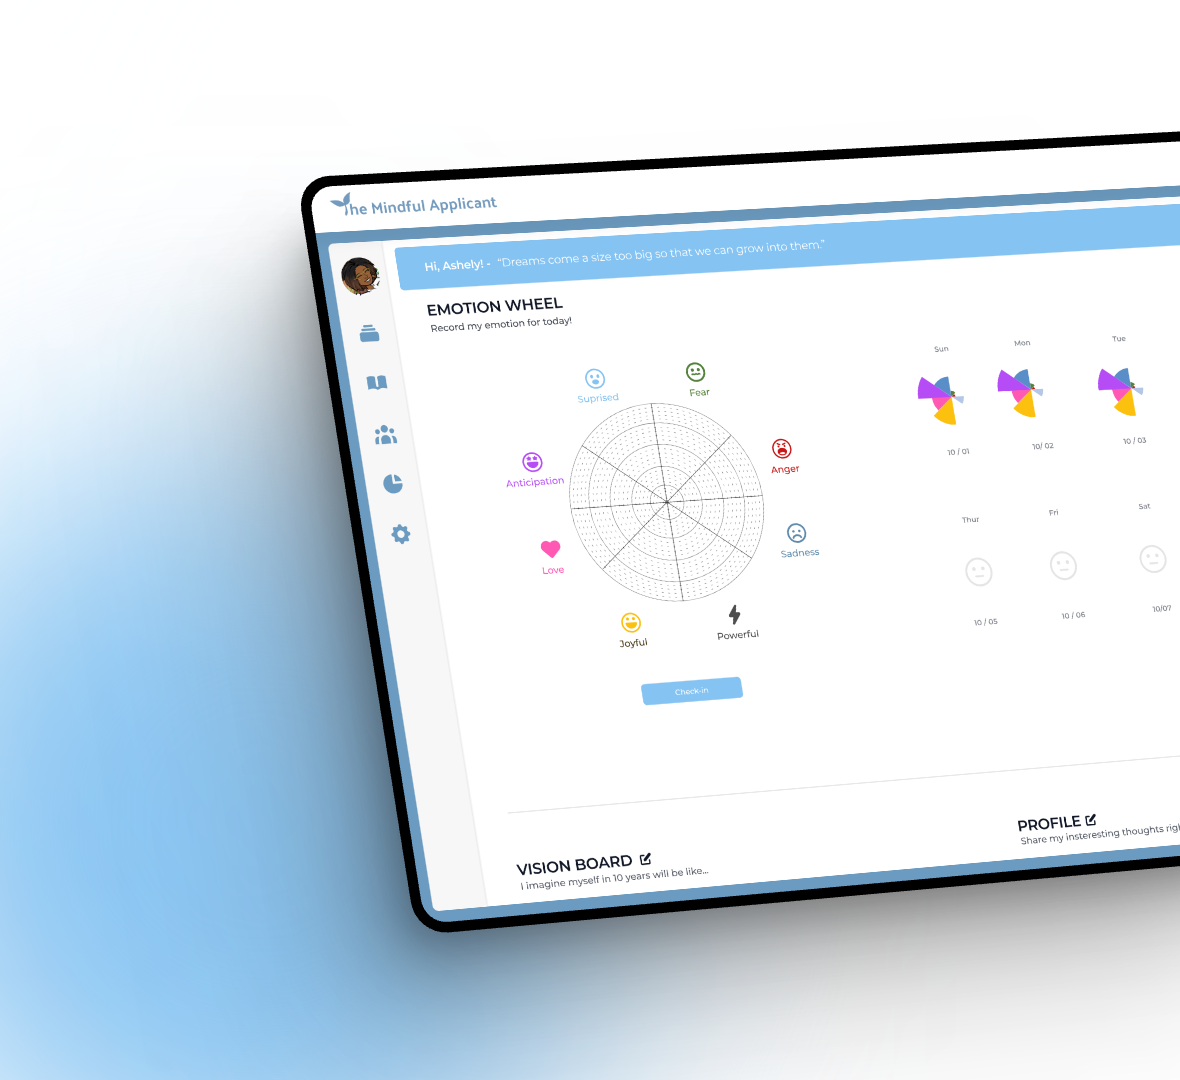 The Mindful Applicant
Hi, Ashely! - “Dreams come a size too big so that we can grow into them.”
EMOTION WHEEL
Record my emotion for today!
Suprised
Fear
Anticipation
Anger
Love
Sadness
Joyful
Powerful
Check-in
Sun
Mon
Tue
10 / 01
10/ 02
10 / 03
Thur
Fri
Sat
10 / 05
10 / 06
10/07
VISION BOARD
I imagine myself in 10 years will be like...
PROFILE
Share my insteresting thoughts righ